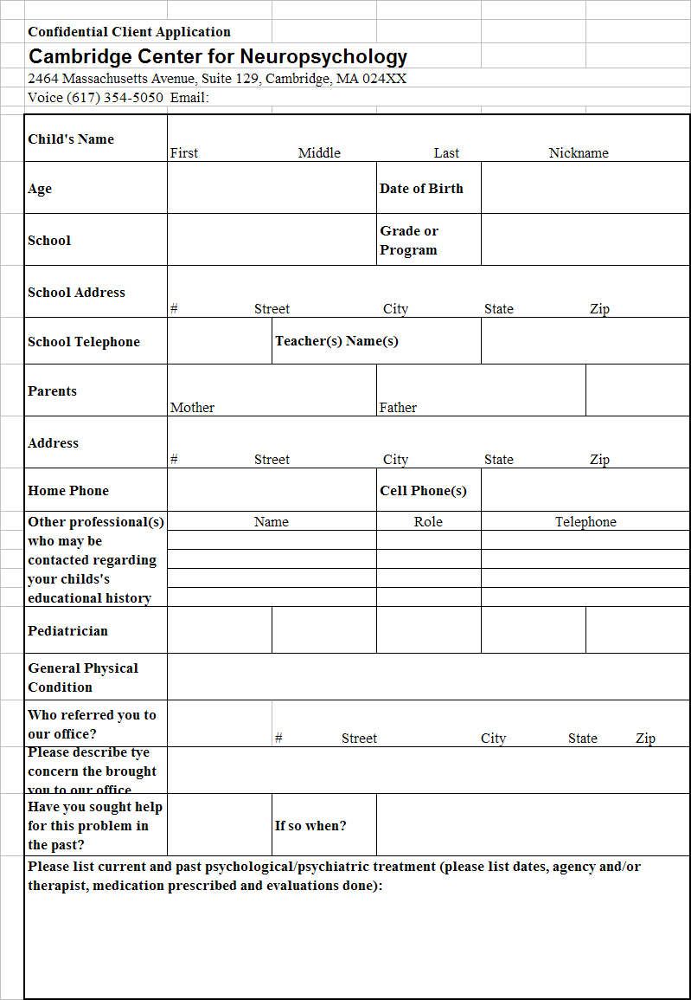 Confidential Client Application
Cambridge Center for Neuropsychology
2464 Massachusetts Avenue, Suite 129, Cambridge, MA 024XX
Voice (617) 354-5050 Email:
Child's Name
First Middle Last Nickname
Age Date of Birth
School Grade or
Program
School Address
# Street City State Zip
School Telephone Teacher(s) Name(s)
Parents
Mother Father
Address
# Street City State Zip
Home Phone Cell Phone(s)
Other professional(s) Name Role Telephone
who may be
contacted regarding
your childs's
educational history
Pediatrician
General Physical
Condition
Who referred you to
our office?
# Street City State Zip
Please describe tye
concern the brought
you to our office
Have you sought help
for this problem in If so when?
the past?
Please list current and past psychological/psychiatric treatment (please list dates, agency and/or
therapist, medication prescribed and evaluations done):